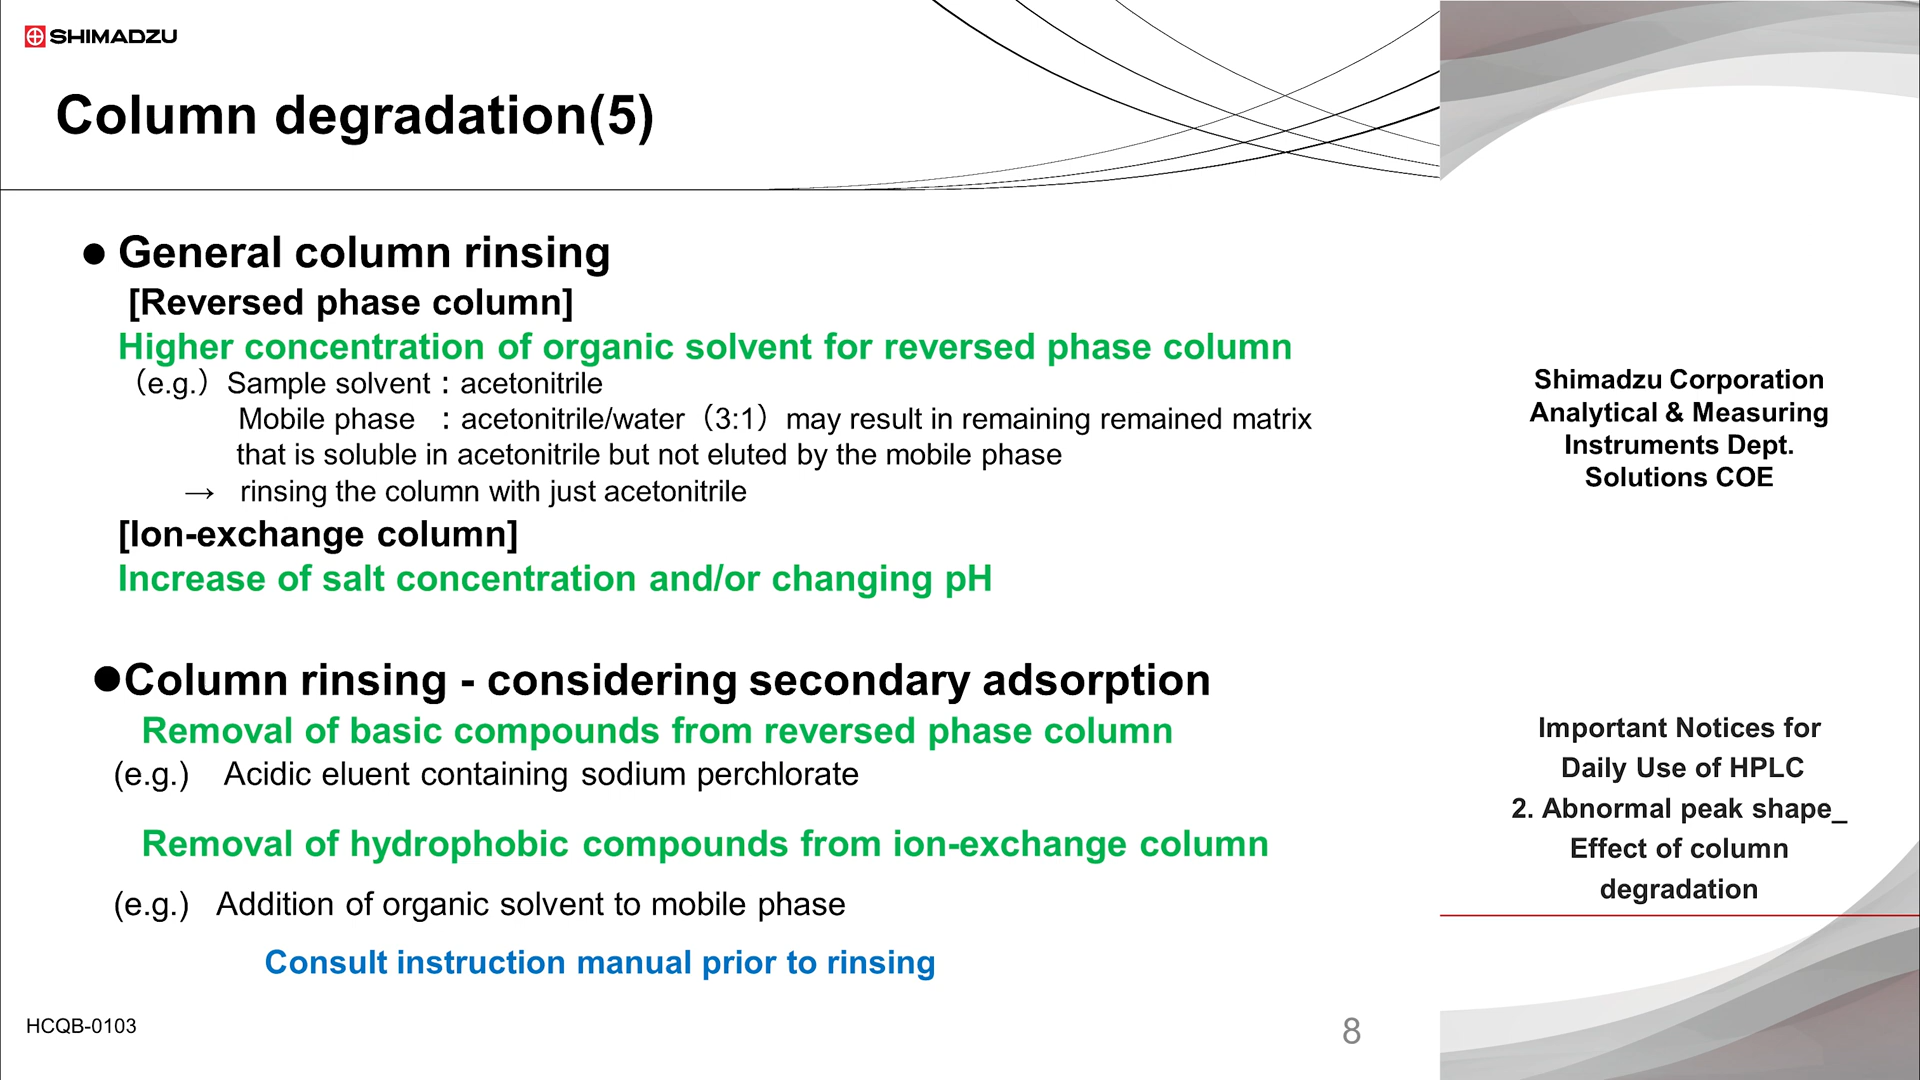 SHIMADZU
Column degradation(5)
● General column rinsing
[Reversed phase column]
Higher concentration of organic solvent for reversed phase column
（e.g.）Sample solvent：acetonitrile
Mobile phase ：acetonitrile/water（3:1）may result in remaining remained matrix
that is soluble in acetonitrile but not eluted by the mobile phase
→ rinsing the column with just acetonitrile
[Ion-exchange column]
Increase of salt concentration and/or changing pH
●Column rinsing - considering secondary adsorption
Removal of basic compounds from reversed phase column
(e.g.) Acidic eluent containing sodium perchlorate
Removal of hydrophobic compounds from ion-exchange column
(e.g.) Addition of organic solvent to mobile phase
Consult instruction manual prior to rinsing
HCQB-0103
8
Shimadzu Corporation
Analytical & Measuring
Instruments Dept.
Solutions COE
Important Notices for
Daily Use of HPLC
2. Abnormal peak shape_
Effect of column
degradation